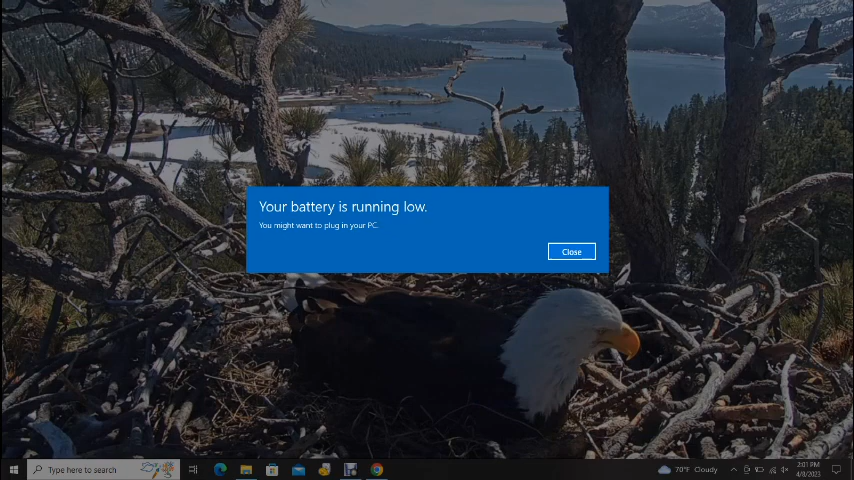 Your battery is running low.
You might want to plug in your PC.
Close
Type here to search
70°F Cloudy
2:01 PM
4/8/2023